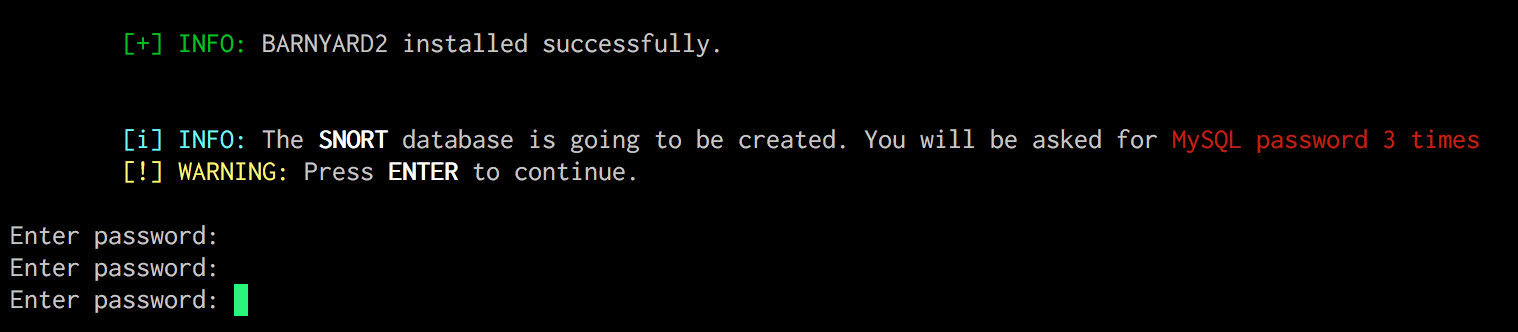 [+] INFO: BARNYARD2 installed successfully.
[i] INFO: The SNORT database is going to be created. You will be asked for MySQL password 3 times
[!] WARNING: Press ENTER to continue.
Enter password:
Enter password:
Enter password: